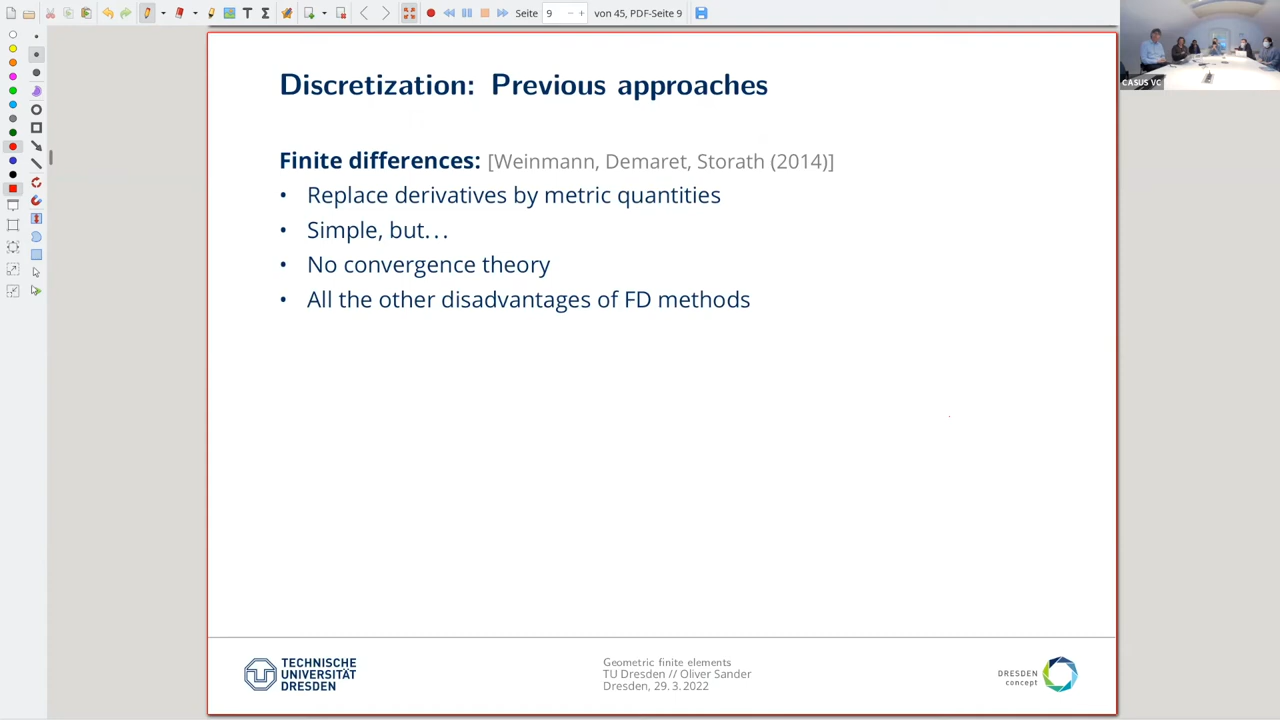 Seite 9 von 45, PDF-Seite 9
CASUS VC
Discretization: Previous approaches
Finite differences: [Weinmann, Demaret, Storath (2014)]
• Replace derivatives by metric quantities
• Simple, but…
• No convergence theory
• All the other disadvantages of FD methods
TECHNISCHE
UNIVERSITÄT
DRESDEN
Geometric finite elements
TU Dresden // Oliver Sander
Dresden, 29. 3. 2022
DRESDEN
concept